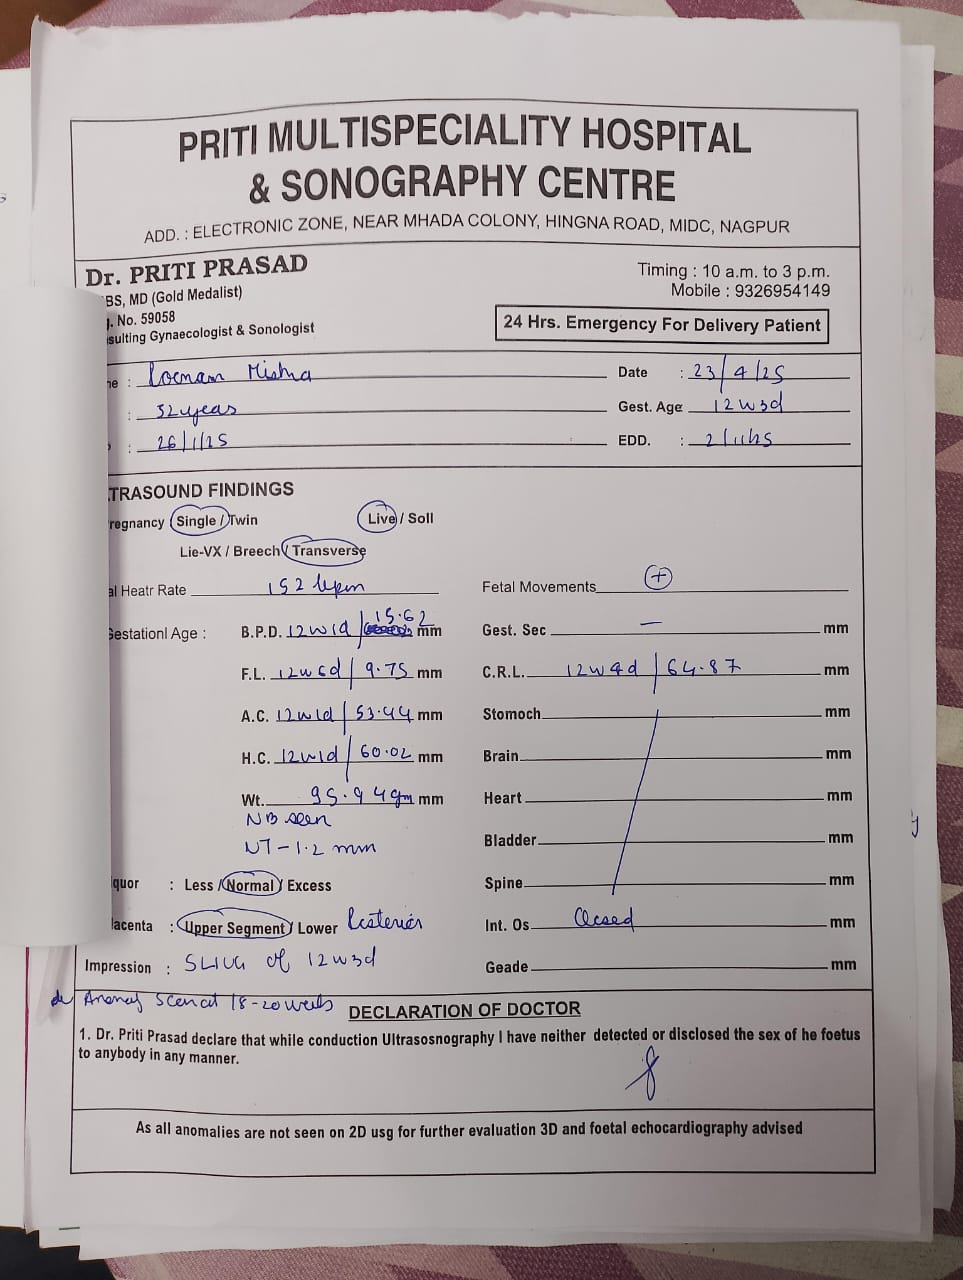 PRITI MULTISPECIALITY HOSPITAL
& SONOGRAPHY CENTRE
ADD. : ELECTRONIC ZONE, NEAR MHADA COLONY, HINGNA ROAD, MIDC, NAGPUR
Dr. PRITI PRASAD
BS, MD (Gold Medalist)
. No. 59058
sulting Gynaecologist & Sonologist
Timing : 10 a.m. to 3 p.m.
Mobile : 9326954149
24 Hrs. Emergency For Delivery Patient
: Mishra
Date : 23/4/25
: 32 years
Gest. Age 12w3d
: 26/1/25
EDD. : 2/11/25
TRASOUND FINDINGS
regnancy Single / Twin Live / Soll
Lie-VX / Breech / Transverse
al Heatr Rate 152 bpm
Fetal Movements +
Gestationl Age : B.P.D. 12w1d / 15.62 mm
Gest. Sec — mm
F.L. 12w6d / 9.75 mm
C.R.L. 12w4d / 64.87 mm
A.C. 12w1d / 53.44 mm
Stomoch mm
H.C. 12w1d / 60.02 mm
Brain mm
Wt. 95.94gm mm
Heart mm
NB seen
NT - 1.2 mm
Bladder mm
quor : Less / Normal / Excess
Spine mm
lacenta : Upper Segment / Lower Posterior
Int. Os Closed mm
Impression : SLIUG of 12w3d
Geade mm
Anomaly Scan at 18-20 weeks
DECLARATION OF DOCTOR
1. Dr. Priti Prasad declare that while conduction Ultrasosnography I have neither detected or disclosed the sex of he foetus
to anybody in any manner.
As all anomalies are not seen on 2D usg for further evaluation 3D and foetal echocardiography advised